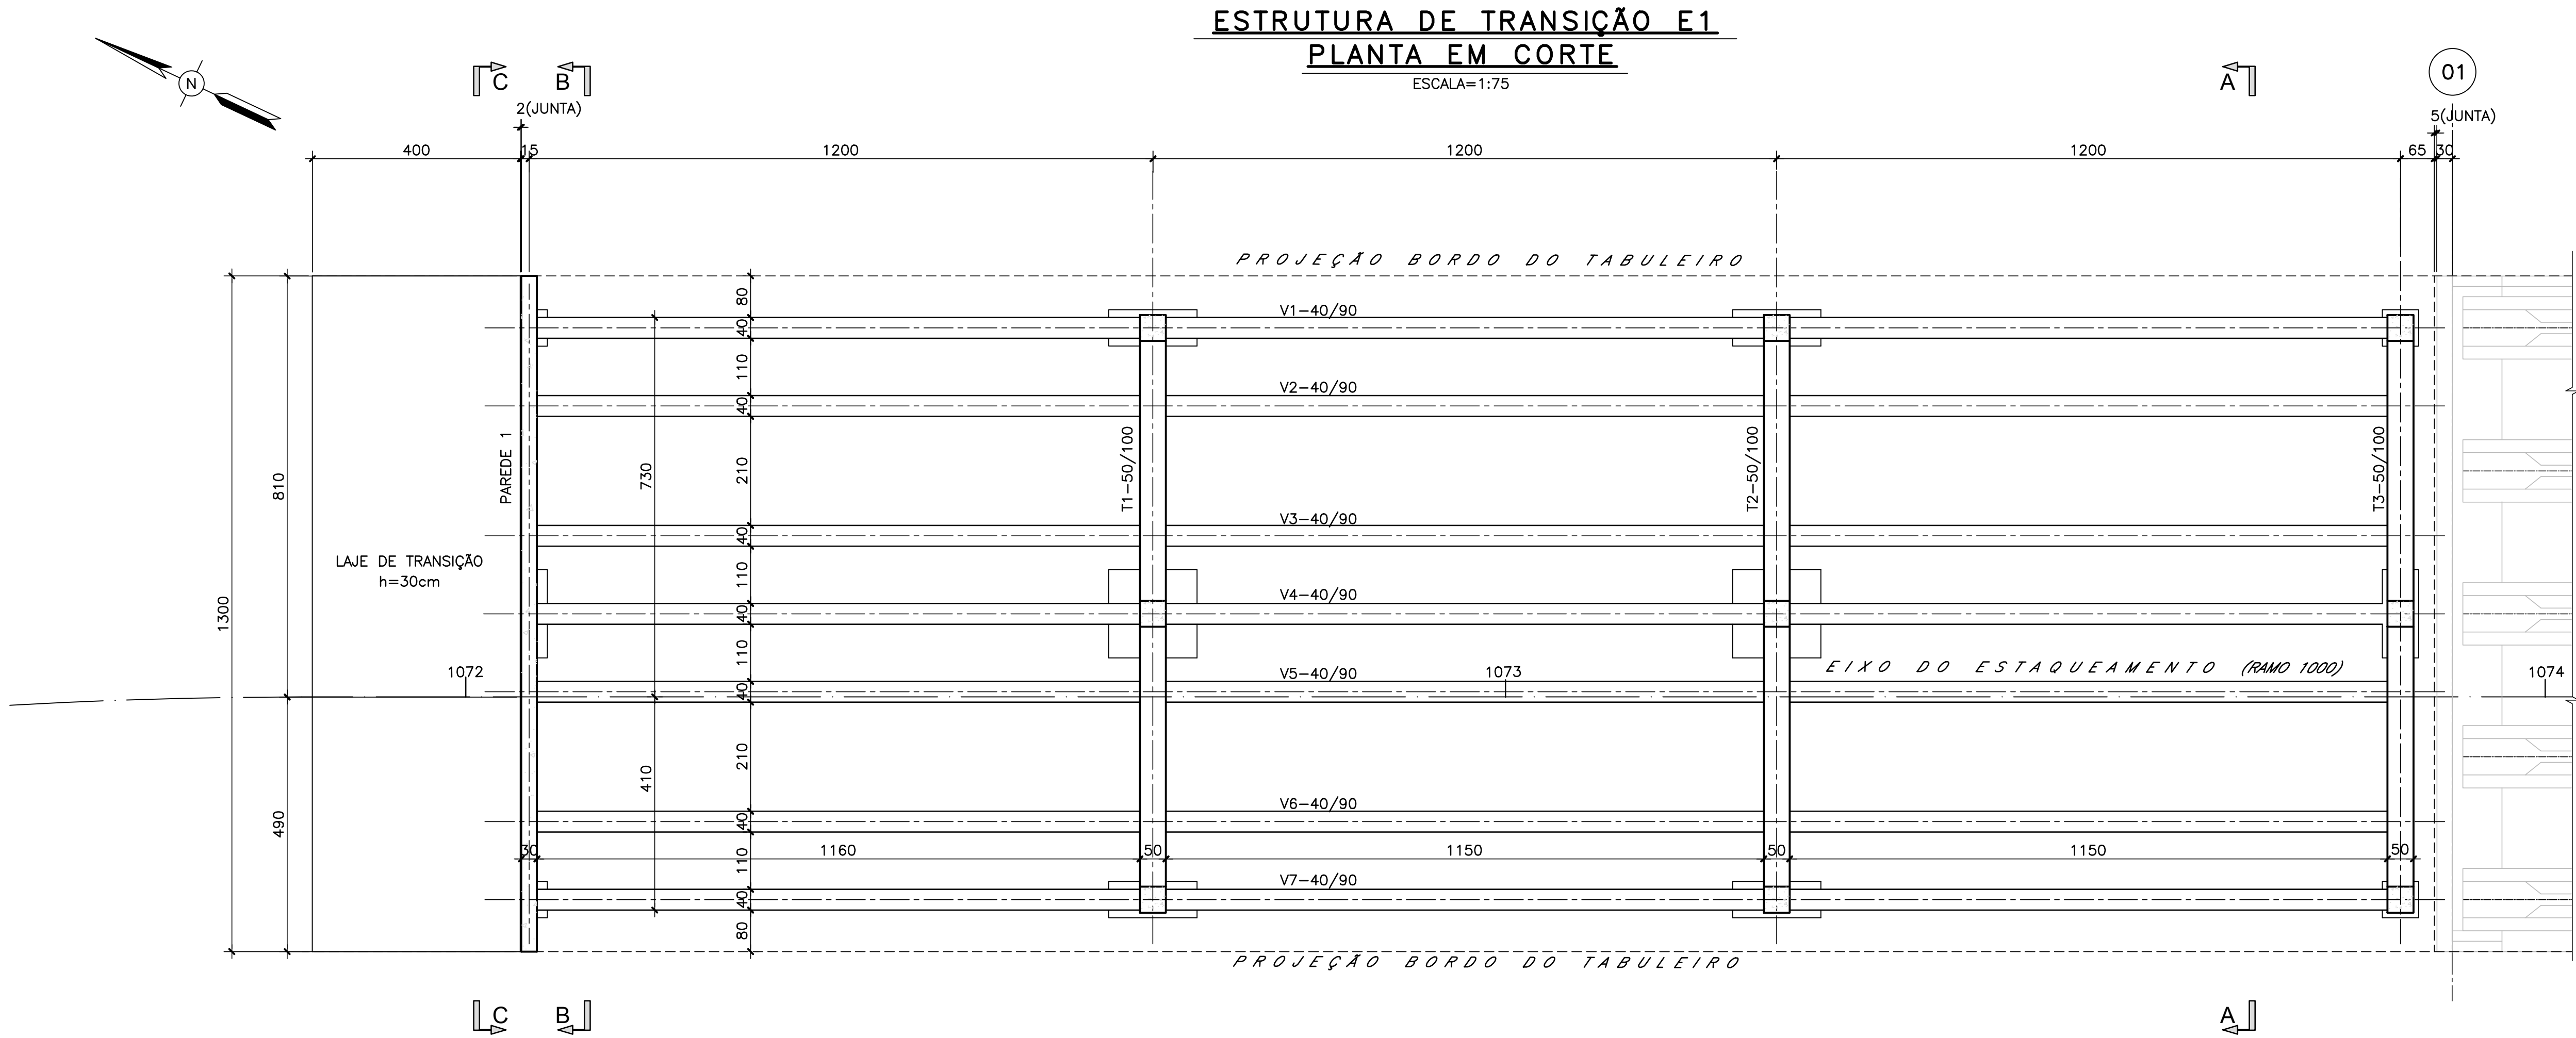 ESTRUTURA DE TRANSIÇÃO E1
PLANTA EM CORTE
ESCALA=1:75
N
C
B
A
01
2(JUNTA)
5(JUNTA)
400
15
1200
1200
1200
65
30
PROJEÇÃO BORDO DO TABULEIRO
80
V1-40/90
40
110
V2-40/90
40
PAREDE 1
T1-50/100
T2-50/100
T3-50/100
810
730
210
V3-40/90
40
LAJE DE TRANSIÇÃO
h=30cm
110
V4-40/90
40
1300
110
1072
V5-40/90
1073
EIXO DO ESTAQUEAMENTO (RAMO 1000)
1074
40
210
410
490
V6-40/90
40
30
1160
50
1150
50
1150
50
110
V7-40/90
40
80
PROJEÇÃO BORDO DO TABULEIRO
C
B
A